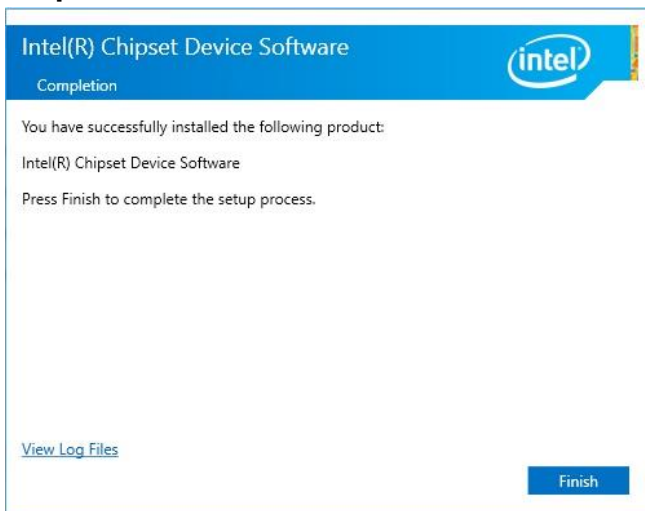 Intel(R) Chipset Device Software
intel
Completion
You have successfully installed the following product:
Intel(R) Chipset Device Software
Press Finish to complete the setup process.
View Log Files
Finish